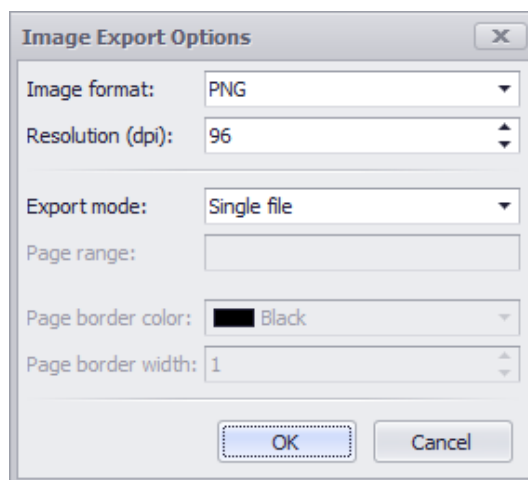 Image Export Options
Image format: PNG
Resolution (dpi): 96
Export mode: Single file
Page range:
Page border color: Black
Page border width: 1
OK Cancel